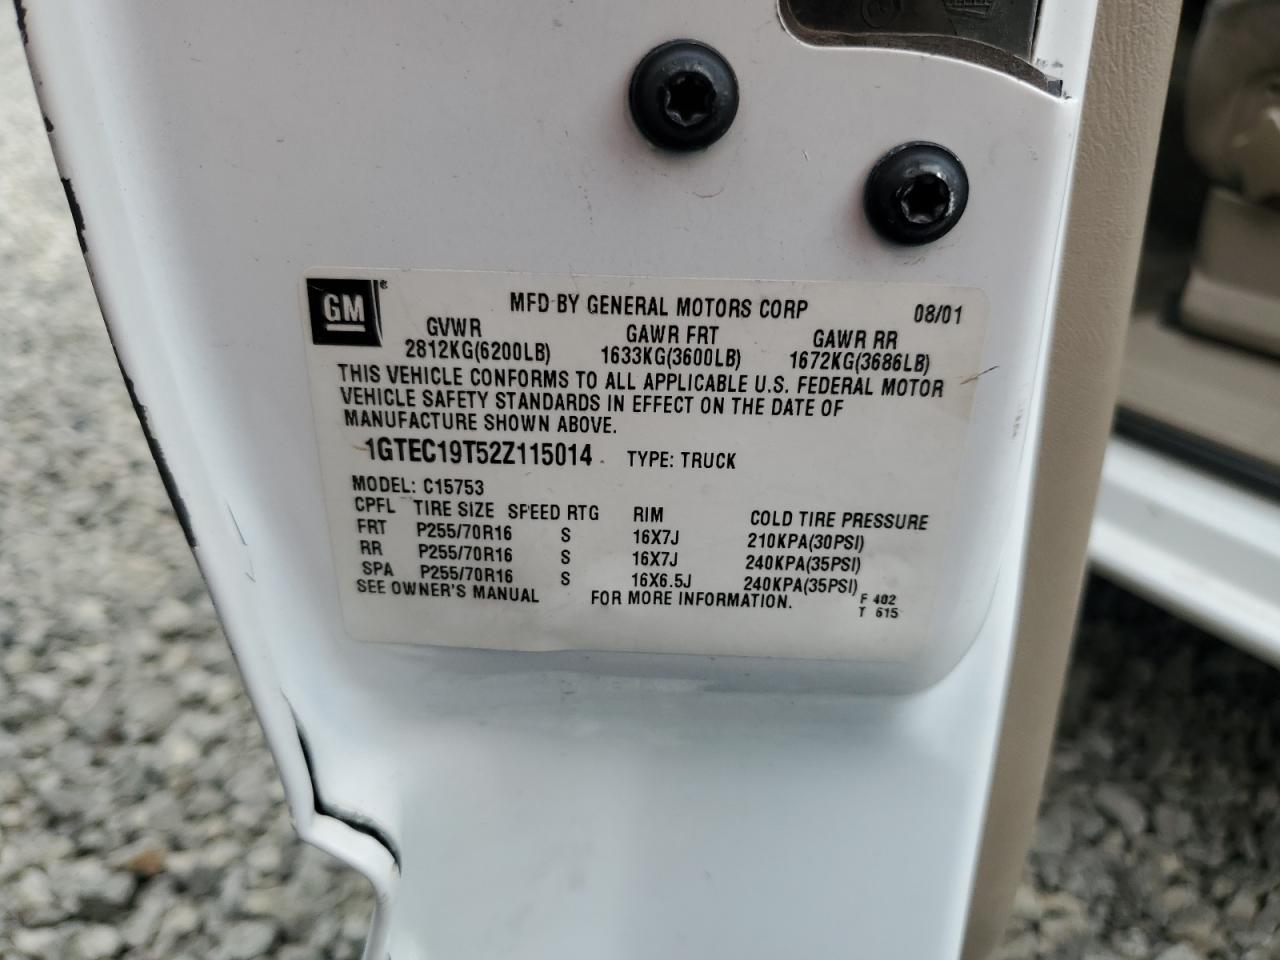 GM®
MFD BY GENERAL MOTORS CORP 08/01
GVWR GAWR FRT GAWR RR
2812KG(6200LB) 1633KG(3600LB) 1672KG(3686LB)
THIS VEHICLE CONFORMS TO ALL APPLICABLE U.S. FEDERAL MOTOR
VEHICLE SAFETY STANDARDS IN EFFECT ON THE DATE OF
MANUFACTURE SHOWN ABOVE.
1GTEC19T52Z115014 TYPE: TRUCK
MODEL: C15753
CPFL TIRE SIZE SPEED RTG RIM COLD TIRE PRESSURE
FRT P255/70R16 S 16X7J 210KPA(30PSI)
RR P255/70R16 S 16X7J 240KPA(35PSI)
SPA P255/70R16 S 16X6.5J 240KPA(35PSI)
SEE OWNER'S MANUAL FOR MORE INFORMATION. F 402
T 615